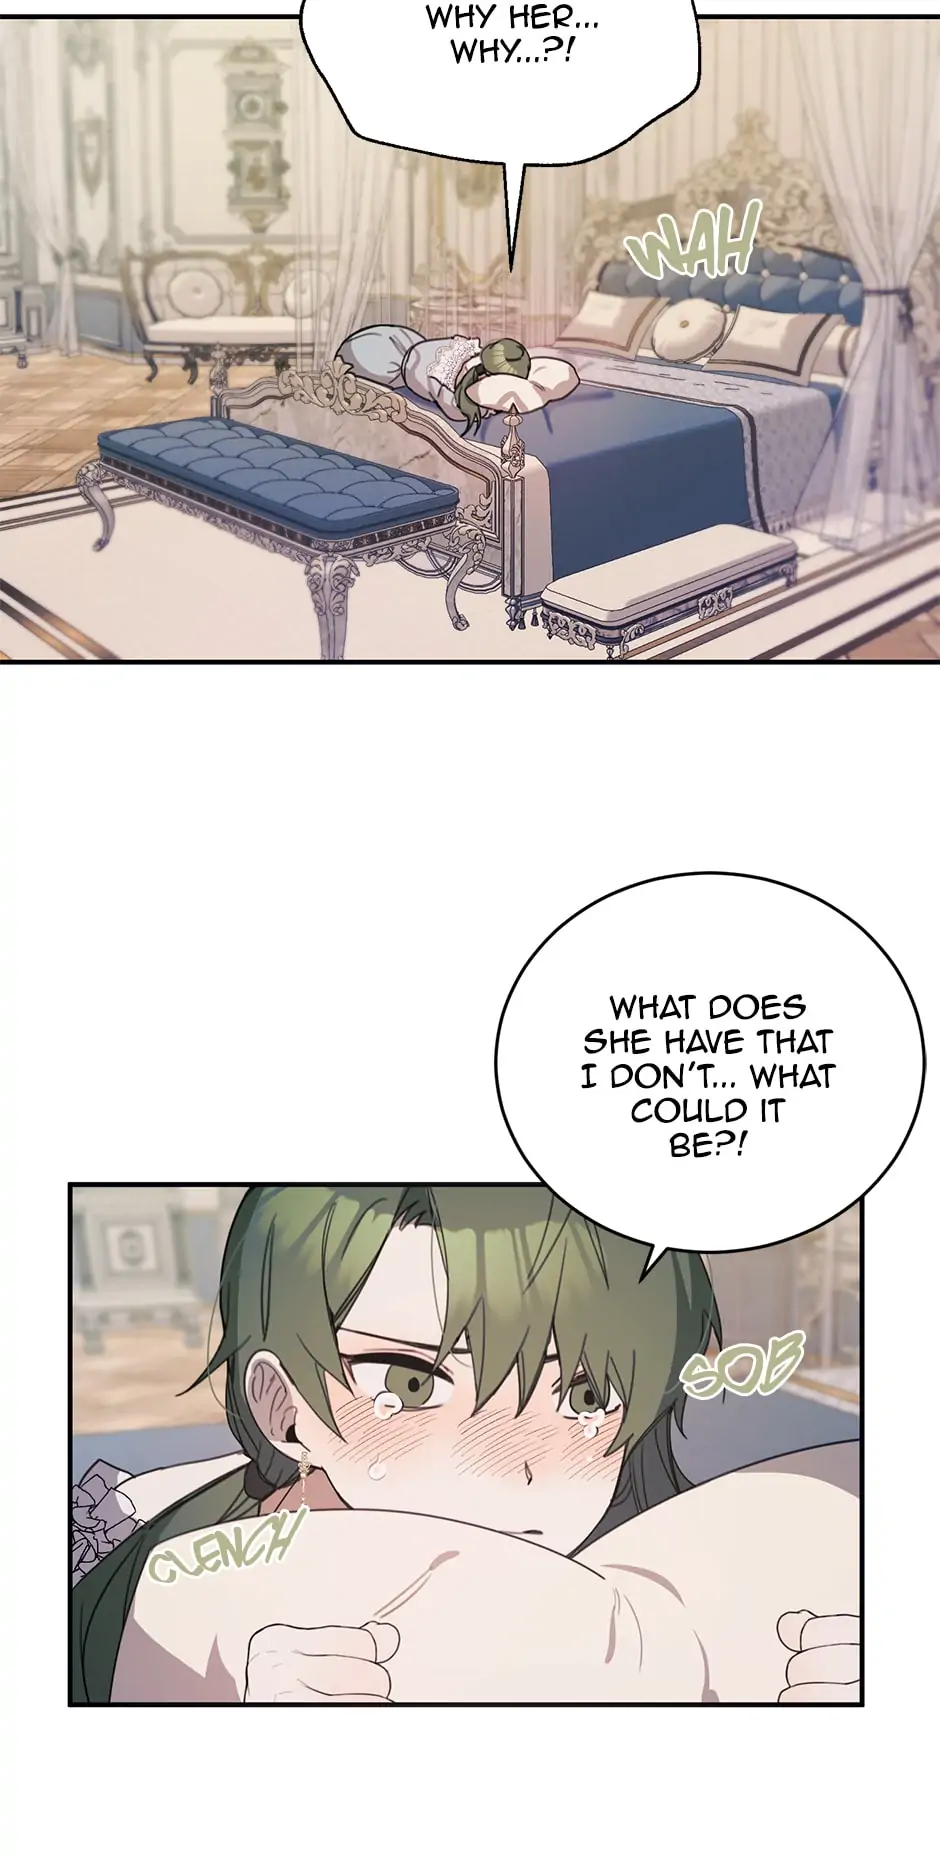 WHY HER...
WHY...?!
WAH
WHAT DOES
SHE HAVE THAT
I DON'T... WHAT
COULD IT
BE?!
SOB
CLENCH